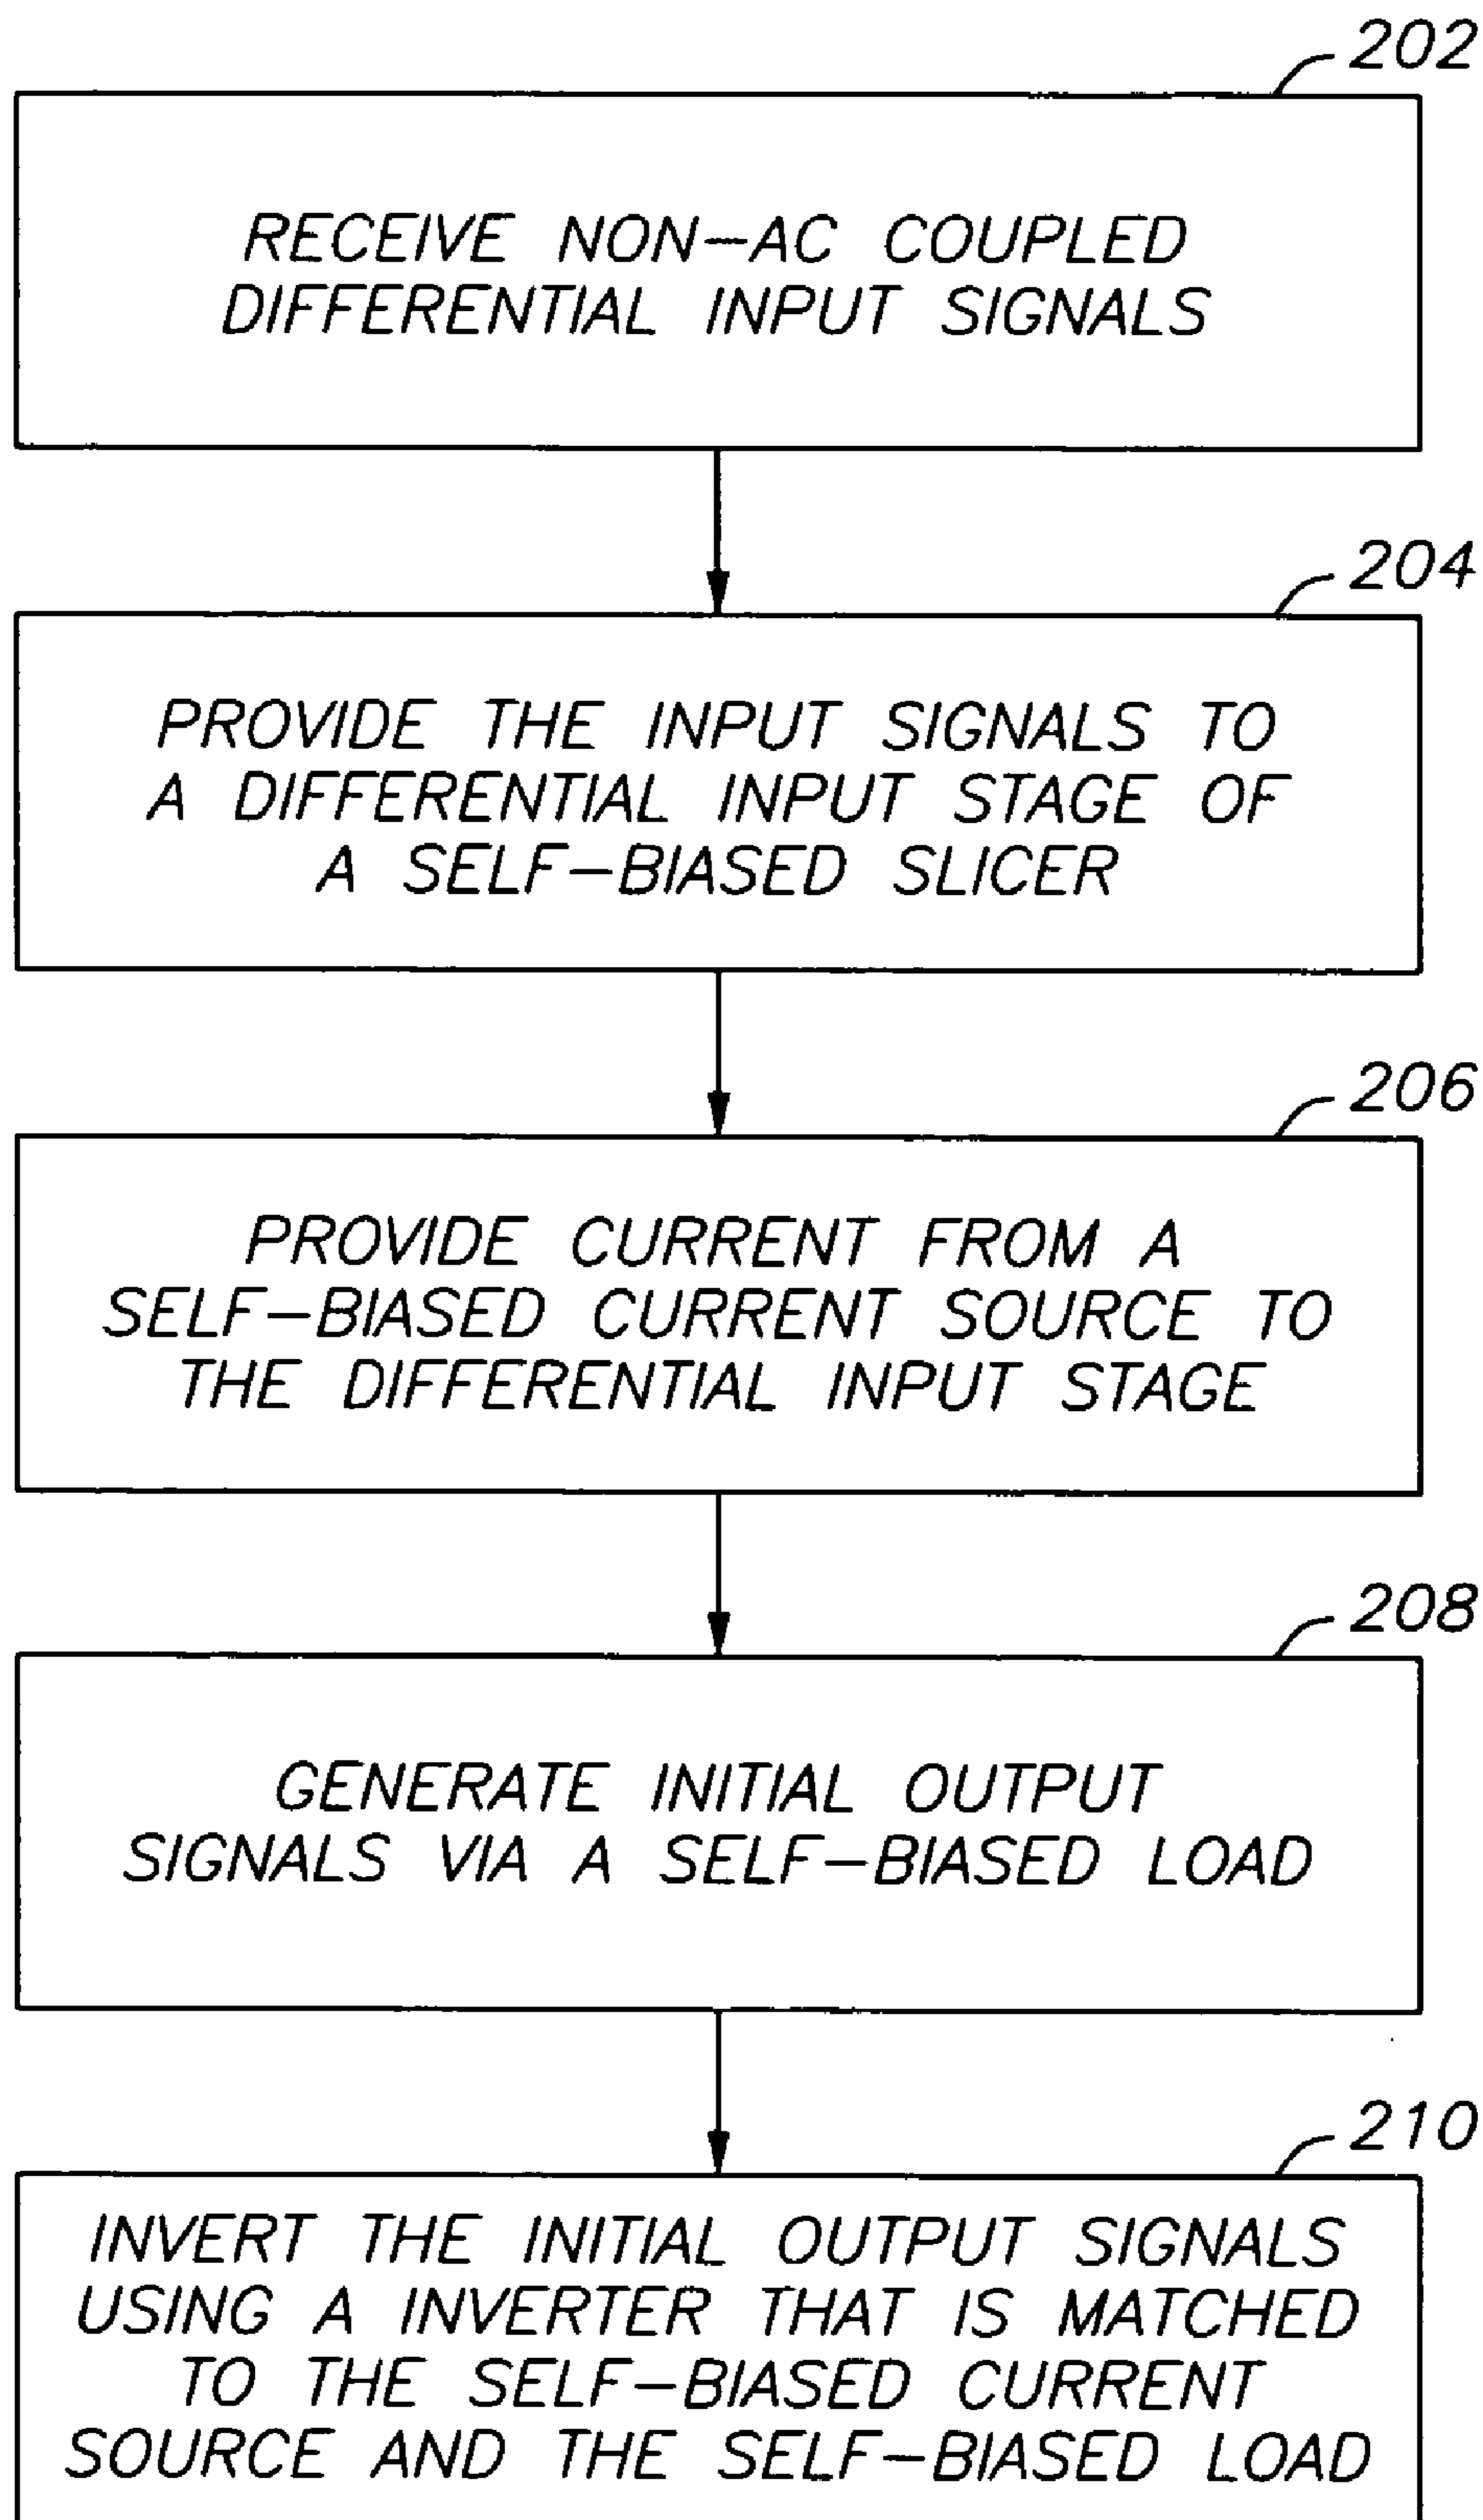 202
RECEIVE NON-AC COUPLED
DIFFERENTIAL INPUT SIGNALS
204
PROVIDE THE INPUT SIGNALS TO
A DIFFERENTIAL INPUT STAGE OF
A SELF-BIASED SLICER
206
PROVIDE CURRENT FROM A
SELF-BIASED CURRENT SOURCE TO
THE DIFFERENTIAL INPUT STAGE
208
GENERATE INITIAL OUTPUT
SIGNALS VIA A SELF-BIASED LOAD
210
INVERT THE INITIAL OUTPUT SIGNALS
USING A INVERTER THAT IS MATCHED
TO THE SELF-BIASED CURRENT
SOURCE AND THE SELF-BIASED LOAD